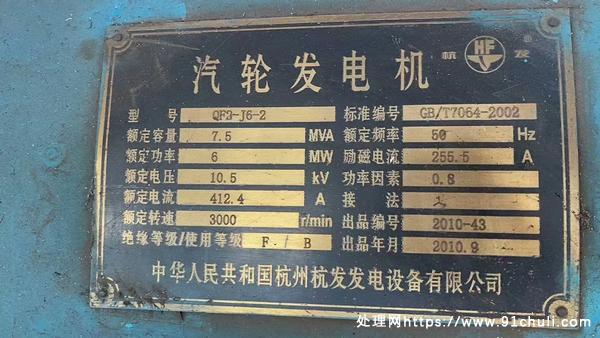 汽轮发电机 杭 HF 发
型号 QF2-J6-2 标准编号 GB/T7064-2002
额定容量 7.5 MVA 额定频率 50 Hz
额定功率 6 MW 励磁电流 255.5 A
额定电压 10.5 kV 功率因素 0.8
额定电流 412.4 A 接法
额定转速 3000 r/min 出品编号 2010-43
绝缘等级/使用等级 F / B 出品年月 2010.9
中华人民共和国杭州杭发发电设备有限公司
处理网https://www.91chuli.com